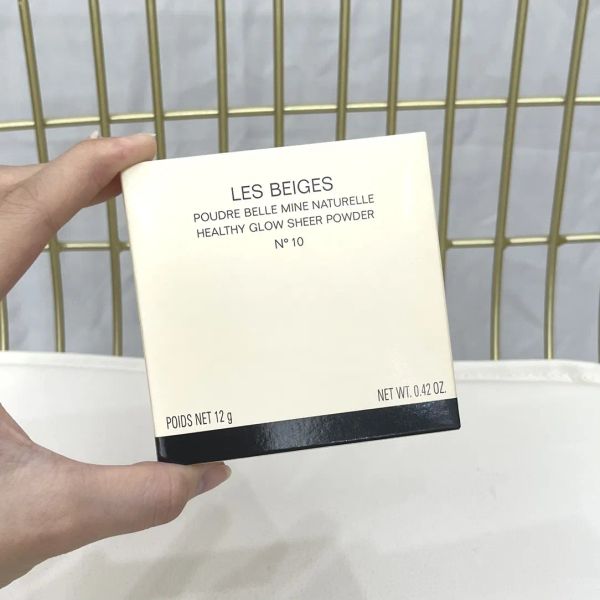 LES BEIGES
POUDRE BELLE MINE NATURELLE
HEALTHY GLOW SHEER POWDER
Nº 10
POIDS NET 12 g
NET WT. 0.42 OZ.